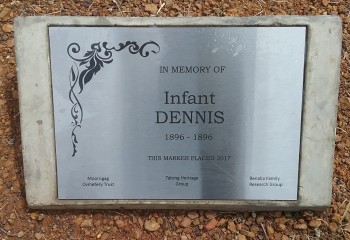 IN MEMORY OF
Infant
DENNIS
1896 - 1896
THIS MARKER PLACED 2017
Moorngag
Cemetery Trust
Tatong Heritage
Group
Benalla Family
Research Group